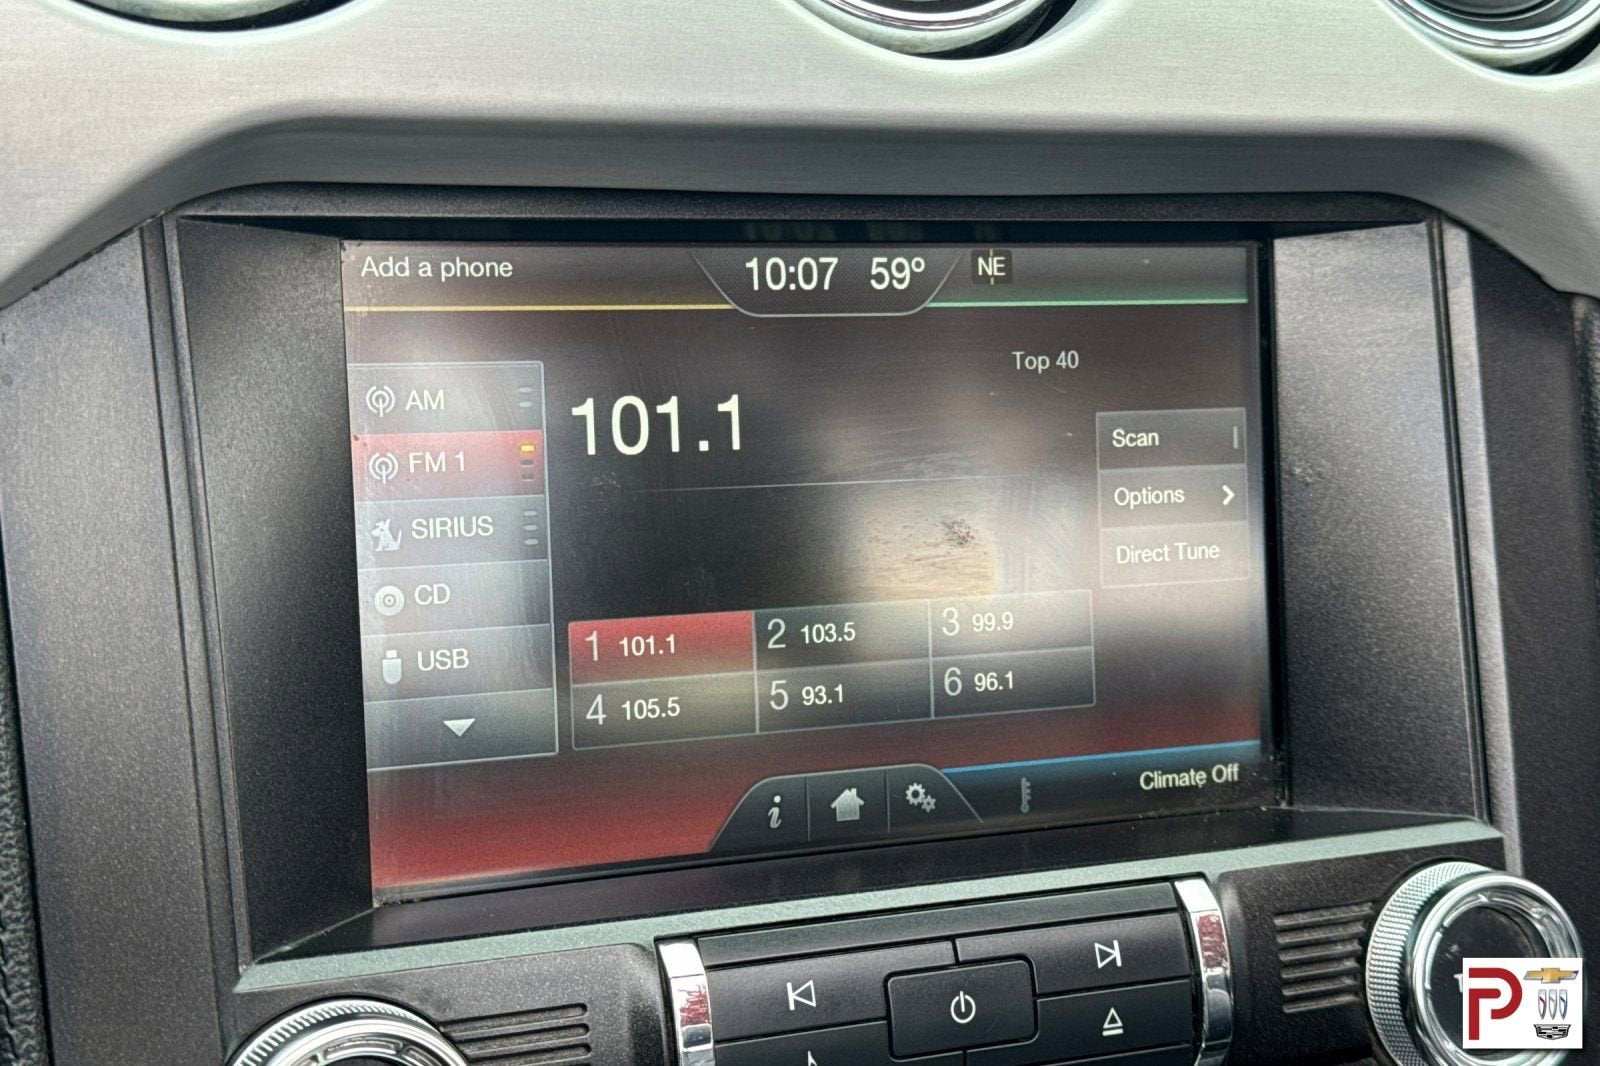 Add a phone
10:07 59º
NE
Top 40
AM
FM 1
SIRIUS
CD
USB
101.1
Scan
Options
Direct Tune
1 101.1
2 103.5
3 99.9
4 105.5
5 93.1
6 96.1
i
Climate Off
P